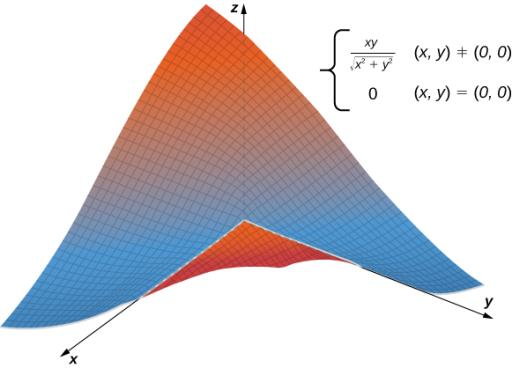 z
xy / √x² + y²   (x, y) ≠ (0, 0)
0   (x, y) = (0, 0)
y
x